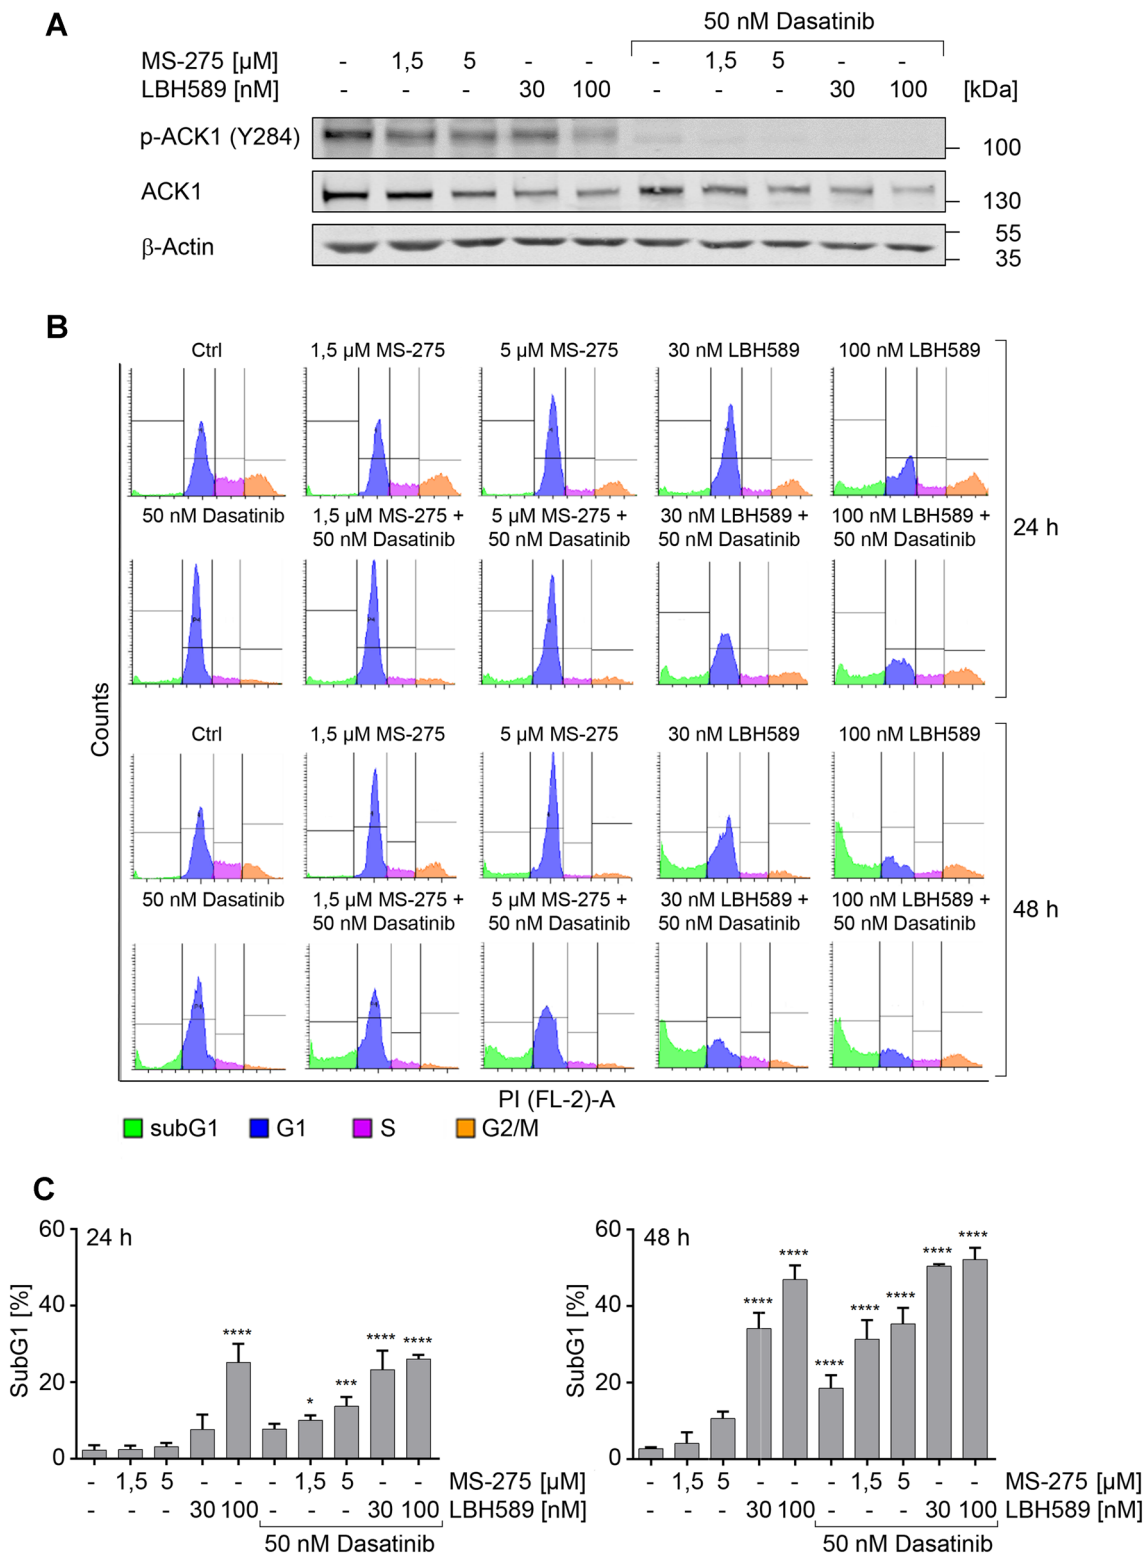 A
50 nM Dasatinib
MS-275 [µM] - 1,5 5 - - - 1,5 5 - -
LBH589 [nM] - - - 30 100 - - - 30 100 [kDa]
p-ACK1 (Y284) 100
ACK1 130
β-Actin 55
35
B
Ctrl 1,5 µM MS-275 5 µM MS-275 30 nM LBH589 100 nM LBH589
50 nM Dasatinib 1,5 µM MS-275 + 5 µM MS-275 + 30 nM LBH589 + 100 nM LBH589 +
50 nM Dasatinib 50 nM Dasatinib 50 nM Dasatinib 50 nM Dasatinib
24 h
Counts
Ctrl 1,5 µM MS-275 5 µM MS-275 30 nM LBH589 100 nM LBH589
50 nM Dasatinib 1,5 µM MS-275 + 5 µM MS-275 + 30 nM LBH589 + 100 nM LBH589 +
50 nM Dasatinib 50 nM Dasatinib 50 nM Dasatinib 50 nM Dasatinib
48 h
PI (FL-2)-A
subG1 G1 S G2/M
C
24 h
SubG1 [%]
60
40
20
0
**** * *** **** ****
- 1,5 5 - - - 1,5 5 - - MS-275 [µM]
- - - 30 100 - - - 30 100 LBH589 [nM]
50 nM Dasatinib
48 h
SubG1 [%]
60
40
20
0
**** **** **** **** **** **** ****
- 1,5 5 - - - 1,5 5 - - MS-275 [µM]
- - - 30 100 - - - 30 100 LBH589 [nM]
50 nM Dasatinib